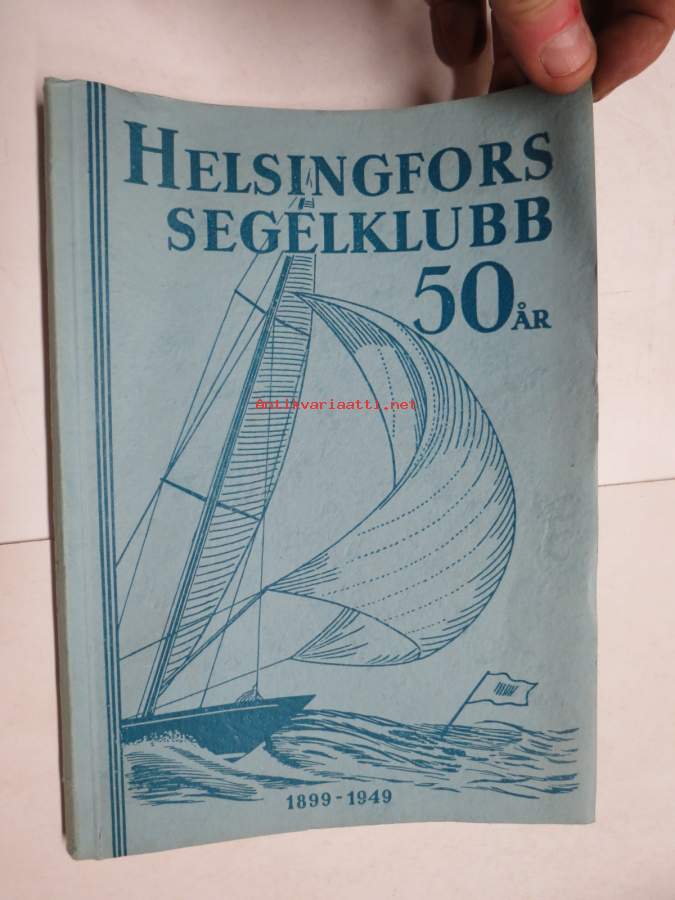 HELSINGFORS
SEGELKLUBB
50 ÅR
Antikvariaatti.net
1899-1949